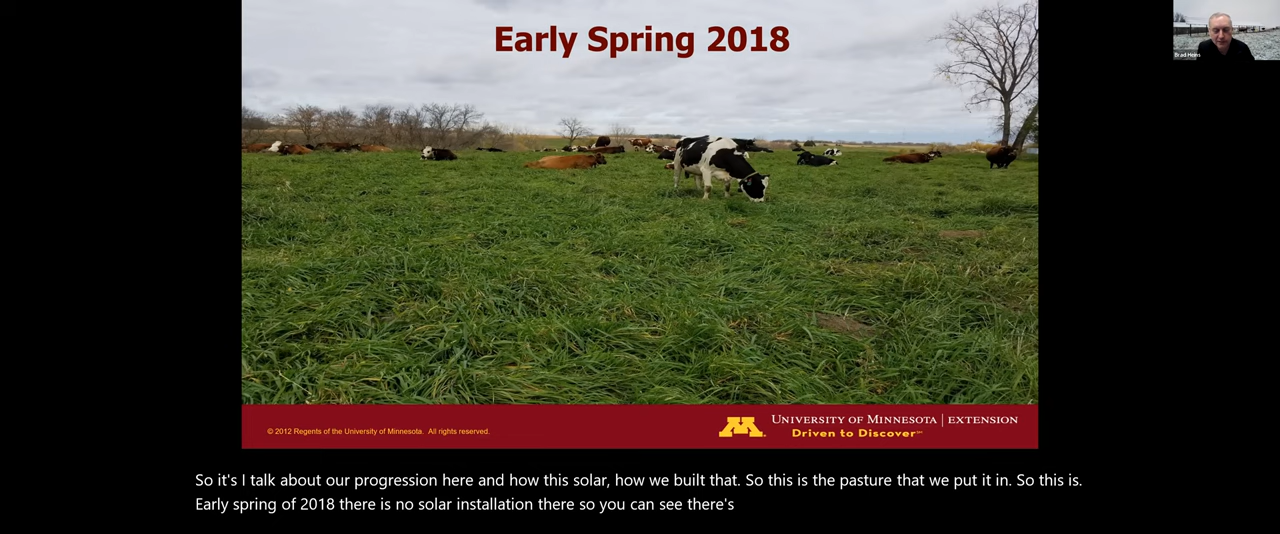 Early Spring 2018
Brad Heins
© 2012 Regents of the University of Minnesota. All rights reserved.
UNIVERSITY OF MINNESOTA | EXTENSION
Driven to Discover
So it's I talk about our progression here and how this solar, how we built that. So this is the pasture that we put it in. So this is.
Early spring of 2018 there is no solar installation there so you can see there's